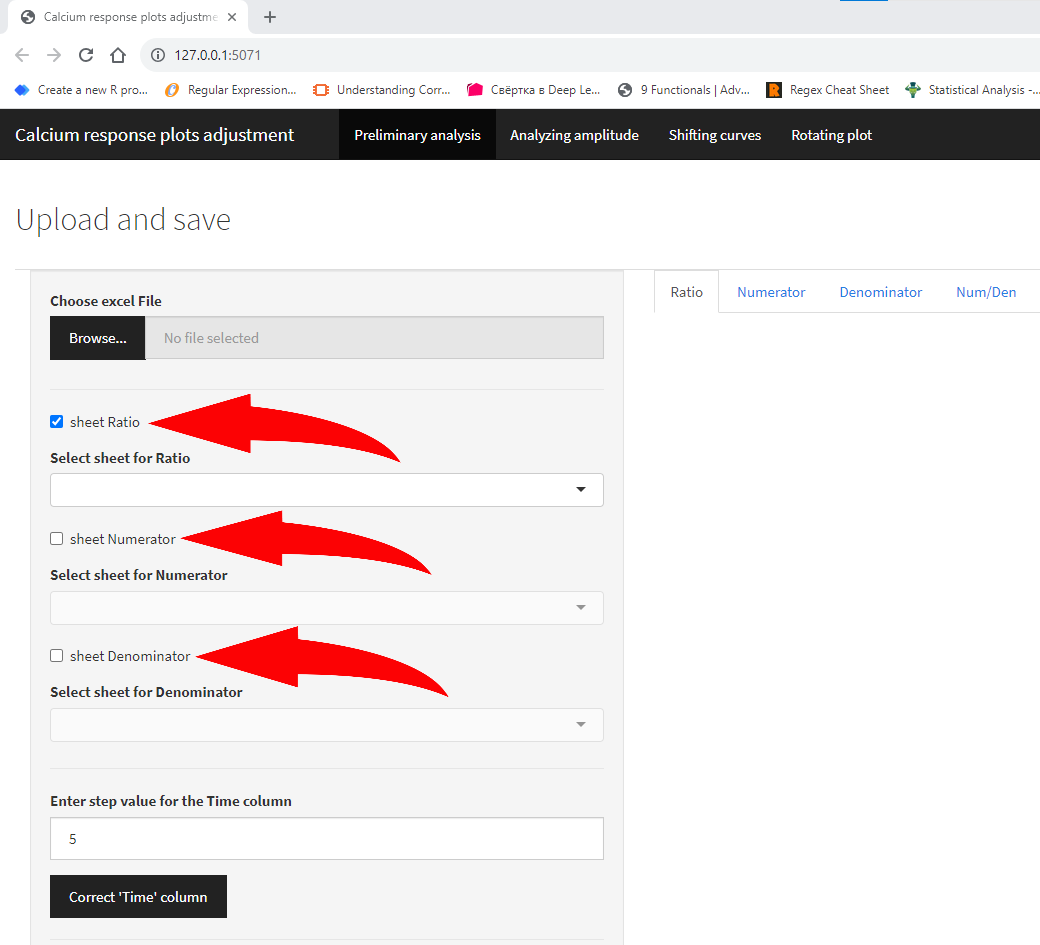 Calcium response plots adjustme
127.0.0.1:5071
Create a new R pro... Regular Expression... Understanding Corr... Свёртка в Deep Le... 9 Functionals | Adv... Regex Cheat Sheet Statistical Analysis -...
Calcium response plots adjustment Preliminary analysis Analyzing amplitude Shifting curves Rotating plot
Upload and save
Ratio Numerator Denominator Num/Den
Choose excel File
Browse... No file selected
sheet Ratio
Select sheet for Ratio
sheet Numerator
Select sheet for Numerator
sheet Denominator
Select sheet for Denominator
Enter step value for the Time column
5
Correct 'Time' column